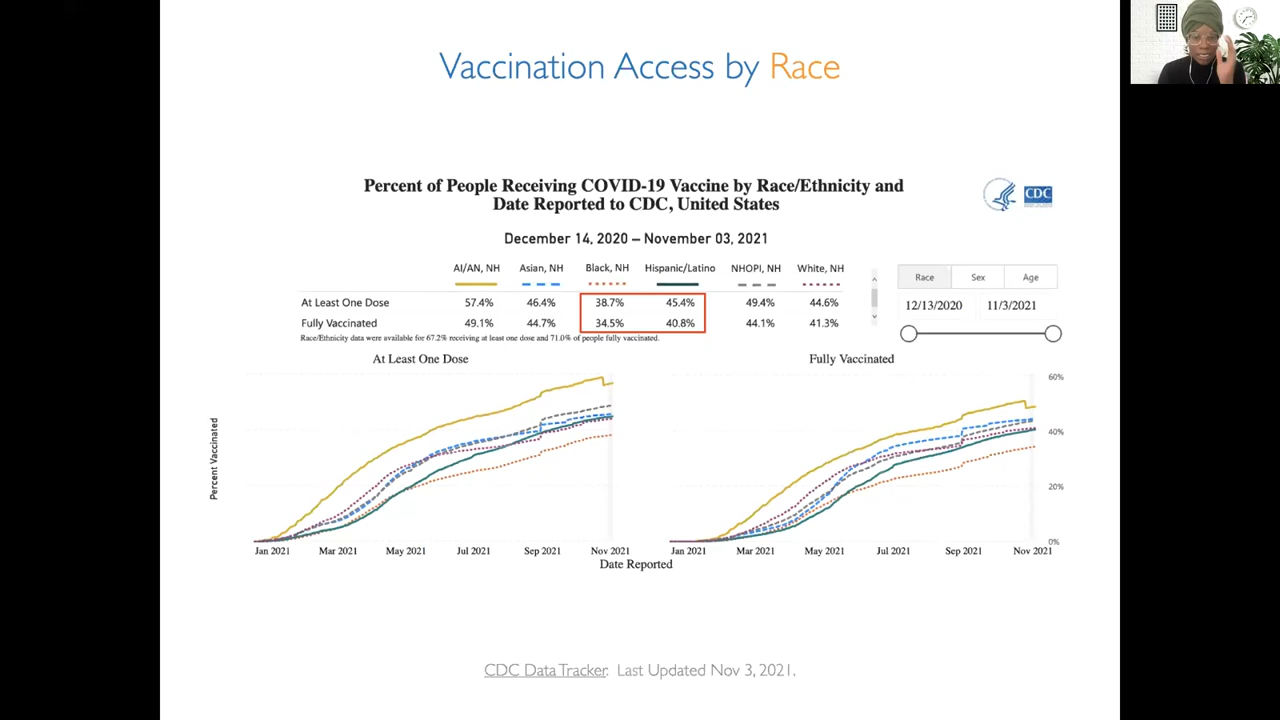 Vaccination Access by Race
Percent of People Receiving COVID-19 Vaccine by Race/Ethnicity and
Date Reported to CDC, United States
CDC
December 14, 2020 – November 03, 2021
AI/AN, NH Asian, NH Black, NH Hispanic/Latino NHOPI, NH White, NH
Race Sex Age
At Least One Dose 57.4% 46.4% 38.7% 45.4% 49.4% 44.6%
12/13/2020 11/3/2021
Fully Vaccinated 49.1% 44.7% 34.5% 40.8% 44.1% 41.3%
Race/Ethnicity data were available for 67.2% receiving at least one dose and 71.0% of people fully vaccinated.
At Least One Dose Fully Vaccinated
60%
40%
20%
0%
Percent Vaccinated
Jan 2021 Mar 2021 May 2021 Jul 2021 Sep 2021 Nov 2021 Jan 2021 Mar 2021 May 2021 Jul 2021 Sep 2021 Nov 2021
Date Reported
CDC Data Tracker. Last Updated Nov 3, 2021.